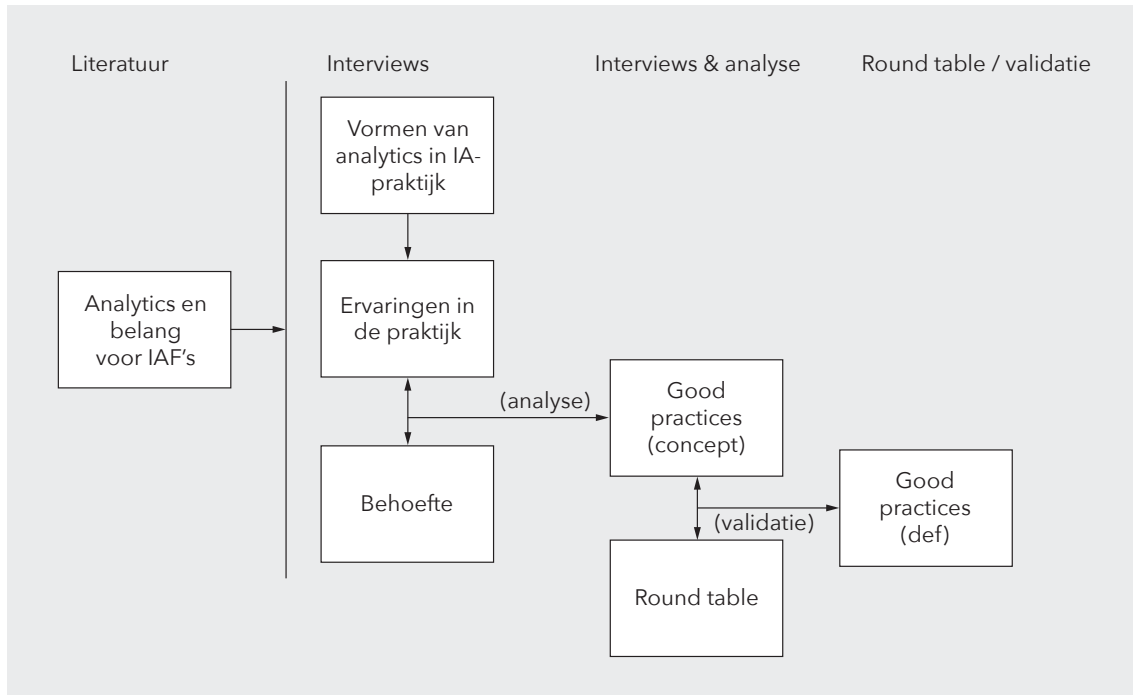 Literatuur
Interviews
Interviews & analyse
Round table / validatie
Vormen van
analytics in IA-
praktijk
Analytics en
belang
voor IAF's
Ervaringen in
de praktijk
(analyse)
Behoefte
Good
practices
(concept)
(validatie)
Round table
Good
practices
(def)